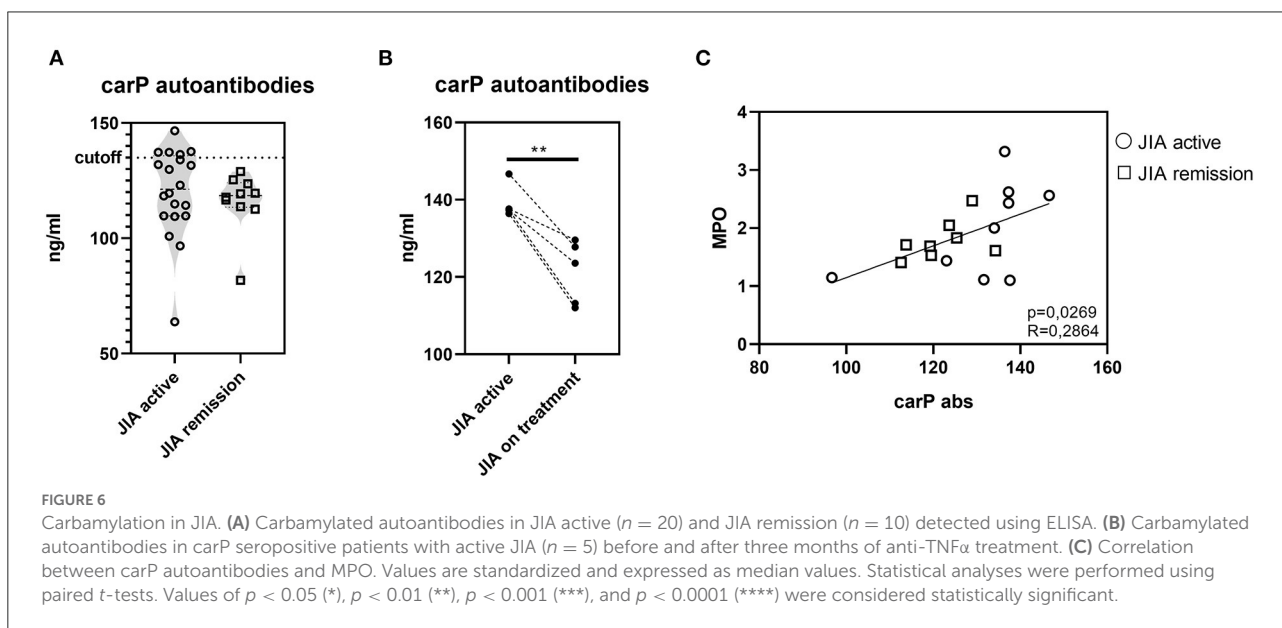 A
carP autoantibodies
150
cutoff
100
50
ng/ml
JIA active
JIA remission
B
carP autoantibodies
160
140
120
100
ng/ml
**
JIA active
JIA on treatment
C
4
3
2
1
0
MPO
80
100
120
140
160
carP abs
p=0,0269
R=0,2864
JIA active
JIA remission
FIGURE 6
Carbamylation in JIA. (A) Carbamylated autoantibodies in JIA active (n = 20) and JIA remission (n = 10) detected using ELISA. (B) Carbamylated
autoantibodies in carP seropositive patients with active JIA (n = 5) before and after three months of anti-TNFα treatment. (C) Correlation
between carP autoantibodies and MPO. Values are standardized and expressed as median values. Statistical analyses were performed using
paired t-tests. Values of p < 0.05 (*), p < 0.01 (**), p < 0.001 (***), and p < 0.0001 (****) were considered statistically significant.